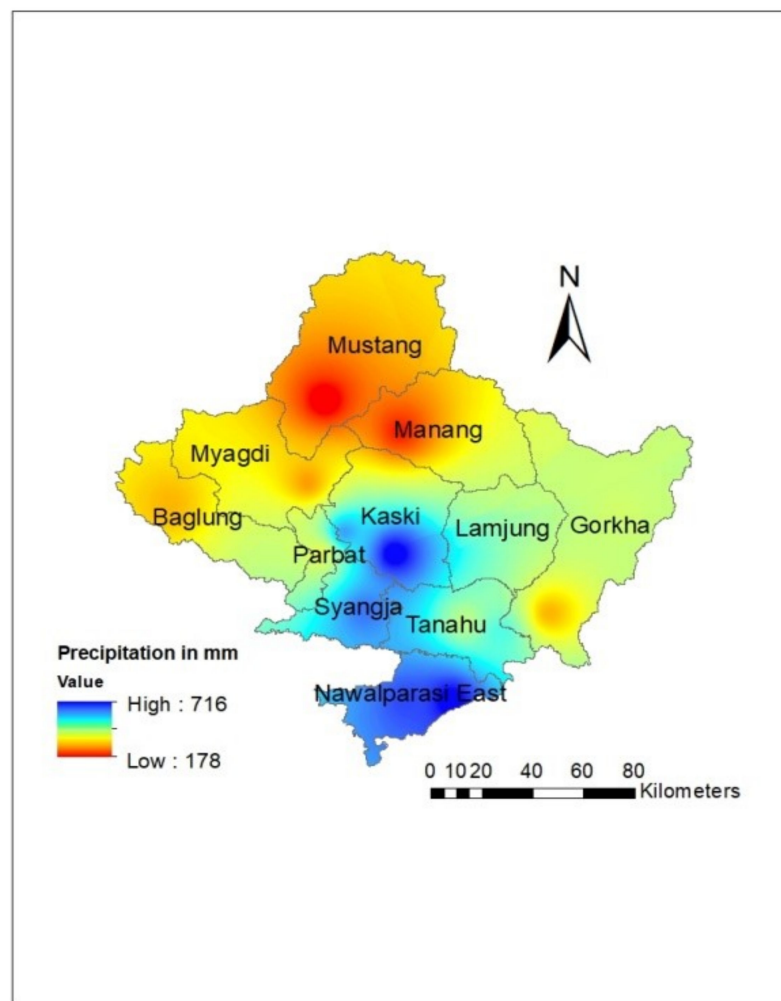 N
Mustang
Manang
Myagdi
Baglung
Kaski
Lamjung
Gorkha
Parbat
Syangja
Tanahu
Nawalparasi East
Precipitation in mm
Value
High : 716
Low : 178
0 10 20 40 60 80
Kilometers